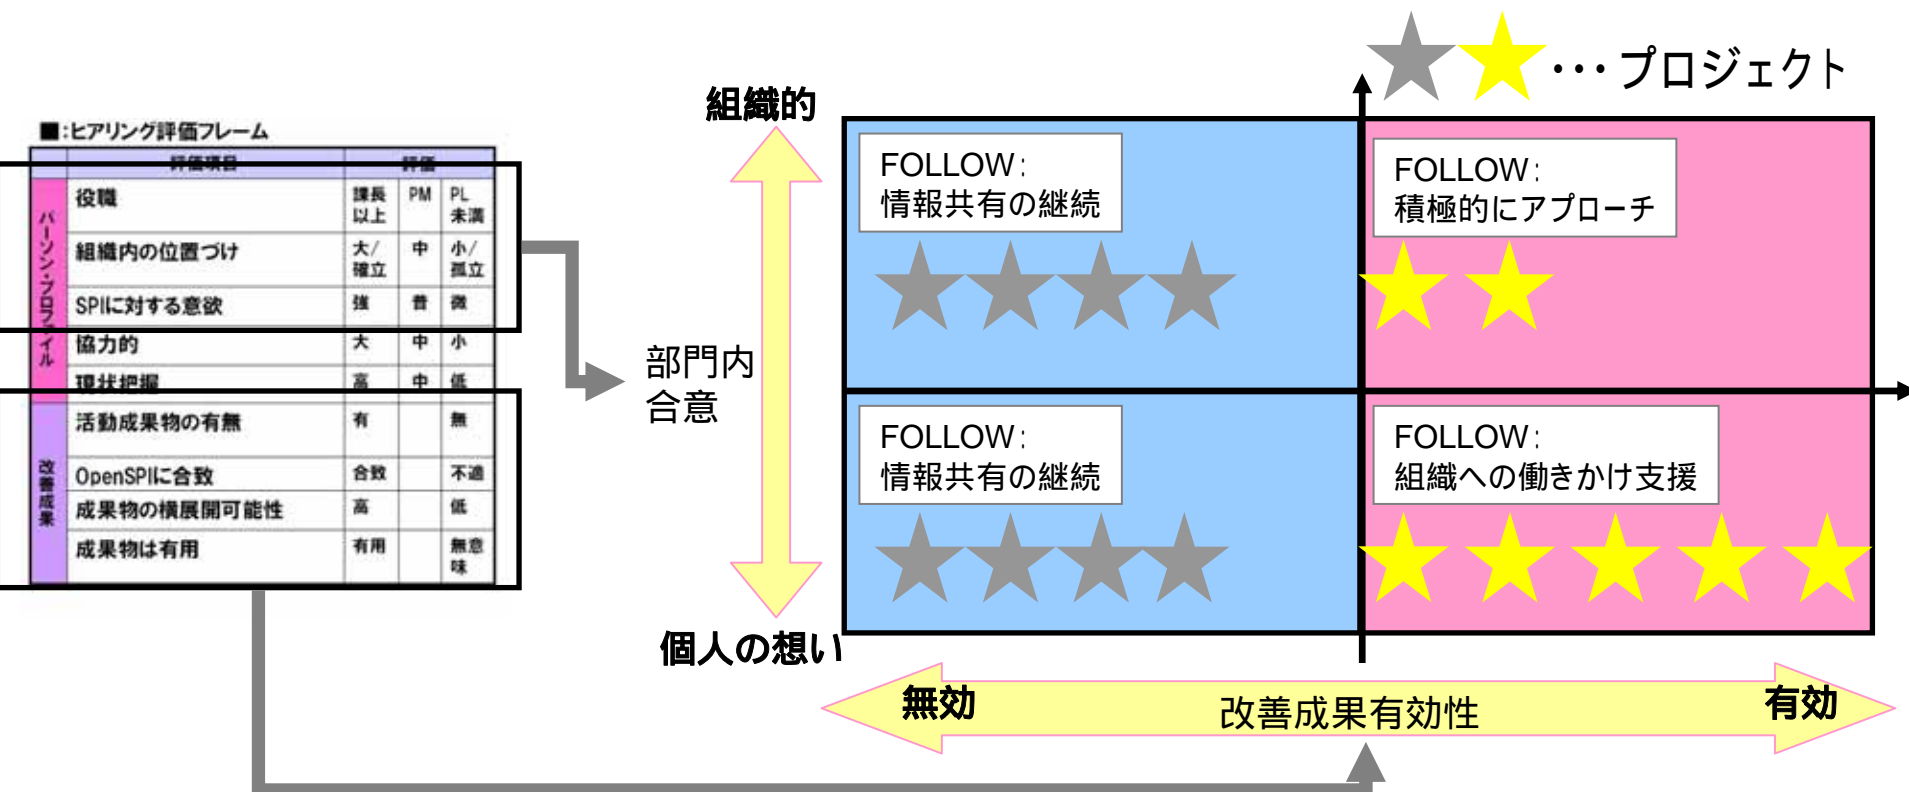 ■:ヒアリング評価フレーム
評価項目 評価
パーソン・プロファイル
役職 課長以上 PM PL未満
組織内の位置づけ 大/確立 中 小/孤立
SPIに対する意欲 強 普 微
協力的 大 中 小
現状把握 高 中 低
改善成果
活動成果物の有無 有 無
OpenSPIに合致 合致 不適
成果物の横展開可能性 高 低
成果物は有用 有用 無意味
部門内
合意
組織的
個人の想い
・・・プロジェクト
FOLLOW:
情報共有の継続
FOLLOW:
積極的にアプローチ
FOLLOW:
情報共有の継続
FOLLOW:
組織への働きかけ支援
無効 改善成果有効性 有効